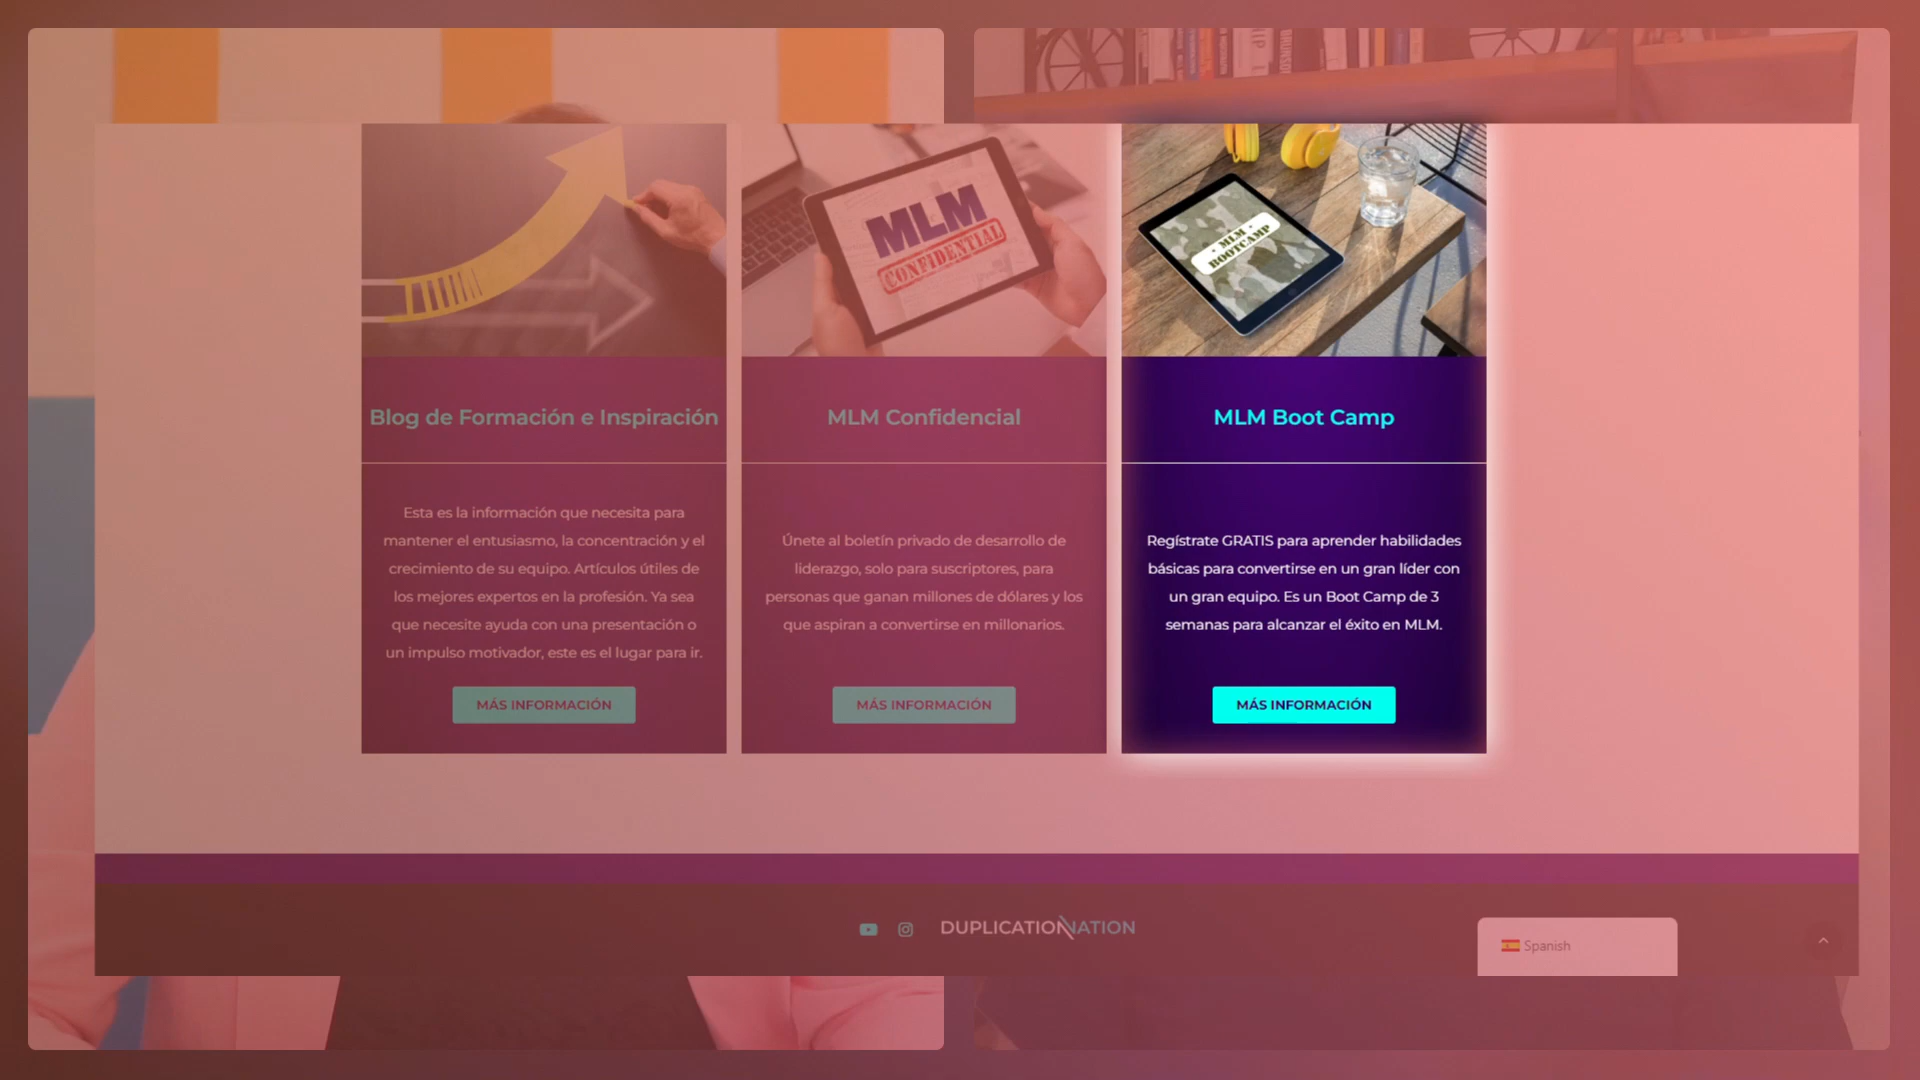 MLM
CONFIDENTIAL
MLM
BOOTCAMP
Blog de Formación e Inspiración
Esta es la información que necesita para
mantener el entusiasmo, la concentración y el
crecimiento de su equipo. Artículos útiles de
los mejores expertos en la profesión. Ya sea
que necesite ayuda con una presentación o
un impulso motivador, este es el lugar para ir.
MÁS INFORMACIÓN
MLM Confidencial
Únete al boletín privado de desarrollo de
liderazgo, solo para suscriptores, para
personas que ganan millones de dólares y los
que aspiran a convertirse en millonarios.
MÁS INFORMACIÓN
MLM Boot Camp
Regístrate GRATIS para aprender habilidades
básicas para convertirse en un gran líder con
un gran equipo. Es un Boot Camp de 3
semanas para alcanzar el éxito en MLM.
MÁS INFORMACIÓN
DUPLICATIONNATION
Spanish